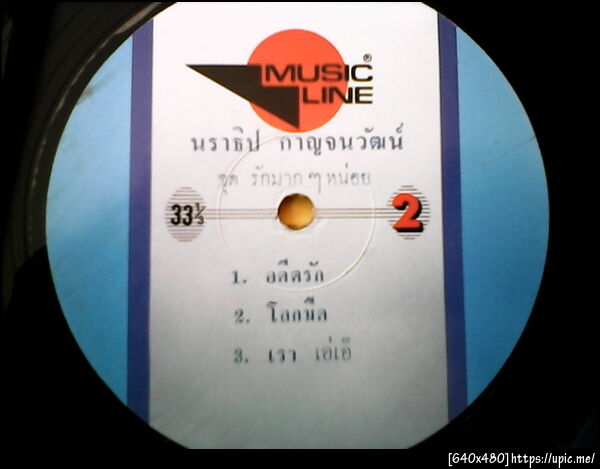 MUSIC®
LINE
นราธิป กาญจนวัฒน์
ชุด รักมาก ๆ หน่อย
33⅓ 2
1. อดีตรัก
2. โลกมืด
3. เรา เอ๋เอ๋
[640x480]https://upic.me/